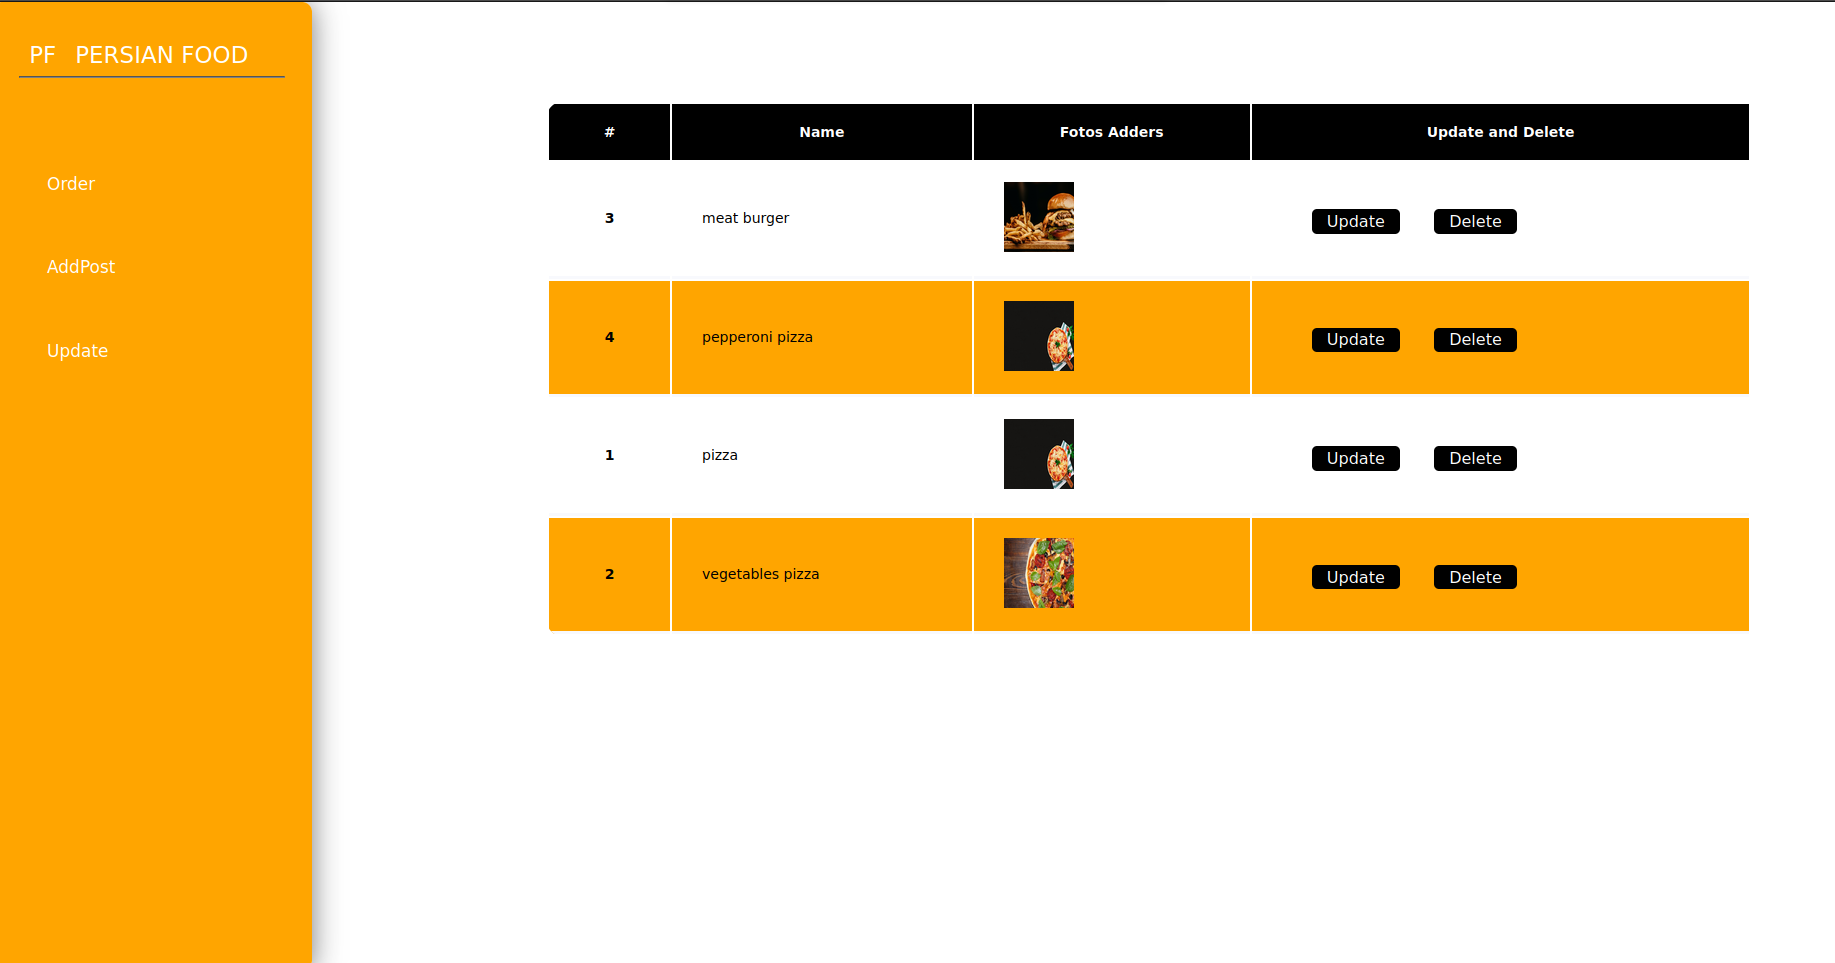 PF PERSIAN FOOD
Order
AddPost
Update
# Name Fotos Adders Update and Delete
3 meat burger Update Delete
4 pepperoni pizza Update Delete
1 pizza Update Delete
2 vegetables pizza Update Delete